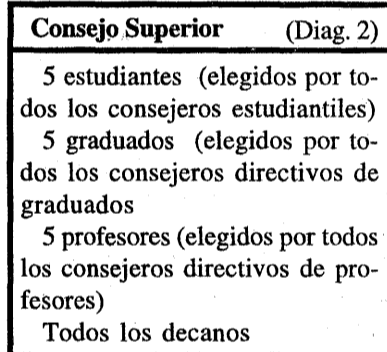 Consejo Superior (Diag. 2)
5 estudiantes (elegidos por to-
dos los consejeros estudiantiles)
5 graduados (elegidos por to-
dos los consejeros directivos de
graduados
5 profesores (elegidos por todos
los consejeros directivos de pro-
fesores)
Todos los decanos